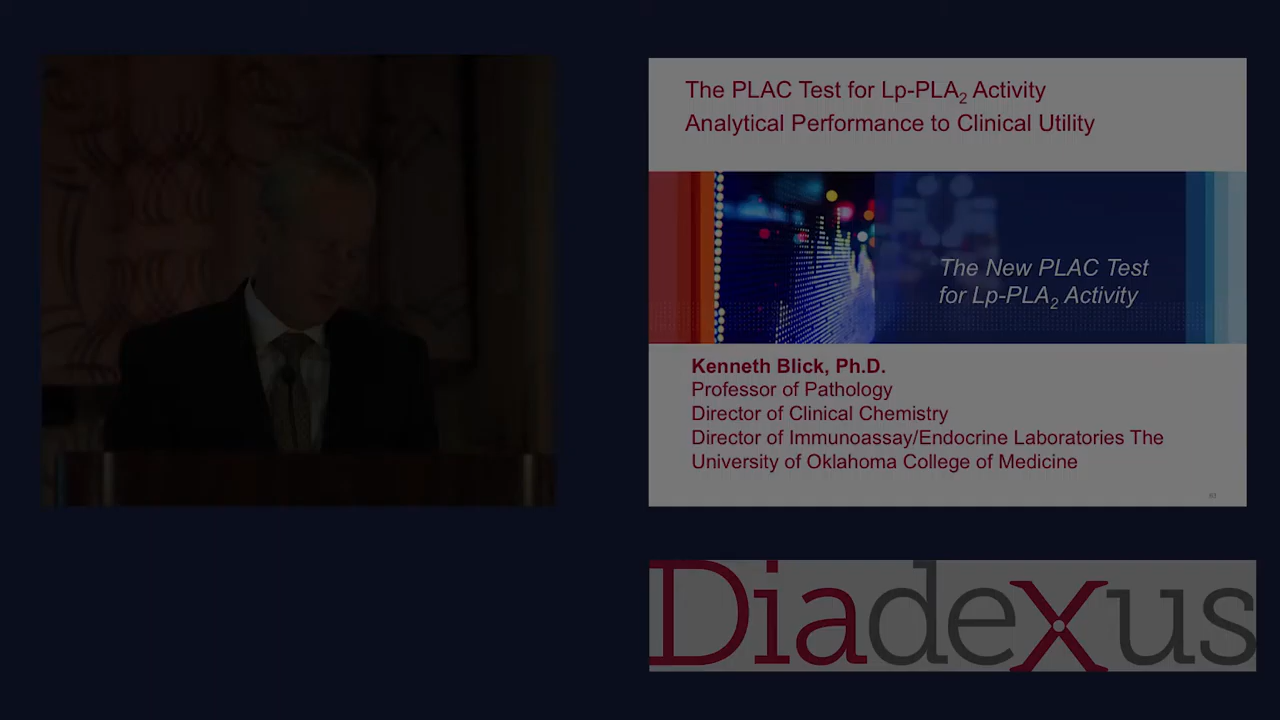 The PLAC Test for Lp-PLA₂ Activity
Analytical Performance to Clinical Utility
The New PLAC Test
for Lp-PLA₂ Activity
Kenneth Blick, Ph.D.
Professor of Pathology
Director of Clinical Chemistry
Director of Immunoassay/Endocrine Laboratories The
University of Oklahoma College of Medicine
Diadexus